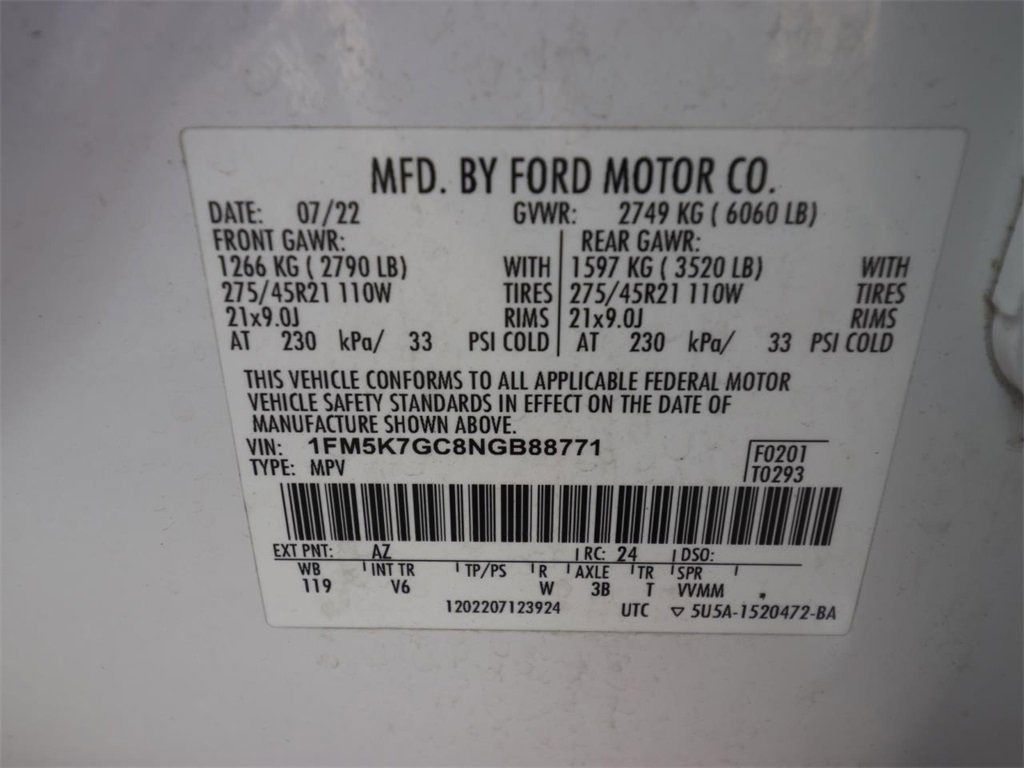 MFD. BY FORD MOTOR CO.
DATE: 07/22 GVWR: 2749 KG ( 6060 LB)
FRONT GAWR: REAR GAWR:
1266 KG ( 2790 LB) WITH 1597 KG ( 3520 LB) WITH
275/45R21 110W TIRES 275/45R21 110W TIRES
21x9.0J RIMS 21x9.0J RIMS
AT 230 kPa/ 33 PSI COLD AT 230 kPa/ 33 PSI COLD
THIS VEHICLE CONFORMS TO ALL APPLICABLE FEDERAL MOTOR
VEHICLE SAFETY STANDARDS IN EFFECT ON THE DATE OF
MANUFACTURE SHOWN ABOVE.
VIN: 1FM5K7GC8NGB88771 F0201
TYPE: MPV T0293
EXT PNT: AZ RC: 24 DSO:
WB INT TR TP/PS R AXLE TR SPR
119 V6 W 3B T VVMM
1202207123924 UTC ▽ 5U5A-1520472-BA